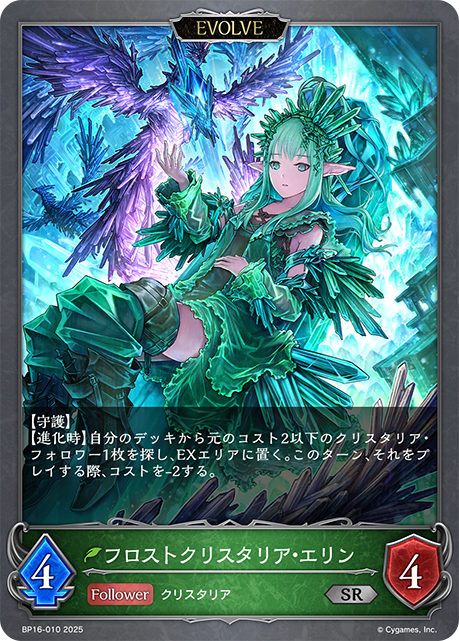 EVOLVE
【守護】
【進化時】自分のデッキから元のコスト2以下のクリスタリア・
フォロワー1枚を探し、EXエリアに置く。このターン、それをプ
レイする際、コストを-2する。
フロストクリスタリア・エリン
4
Follower クリスタリア
SR
4
BP16-010 2025
© Cygames, Inc.